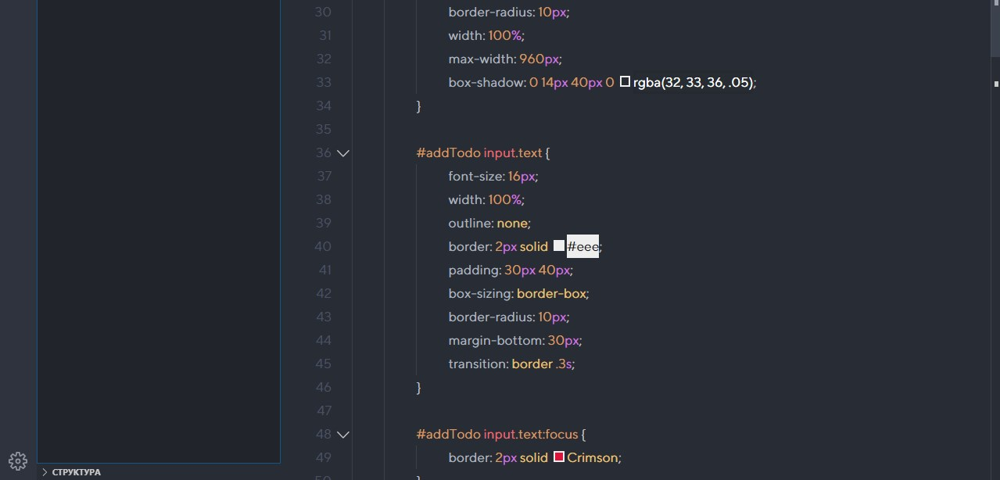 30 border-radius: 10px;
31 width: 100%;
32 max-width: 960px;
33 box-shadow: 0 14px 40px 0 rgba(32, 33, 36, .05);
34 }
35
36 #addTodo input.text {
37 font-size: 16px;
38 width: 100%;
39 outline: none;
40 border: 2px solid #eee;
41 padding: 30px 40px;
42 box-sizing: border-box;
43 border-radius: 10px;
44 margin-bottom: 30px;
45 transition: border .3s;
46 }
47
48 #addTodo input.text:focus {
49 border: 2px solid Crimson;
50 }
СТРУКТУРА